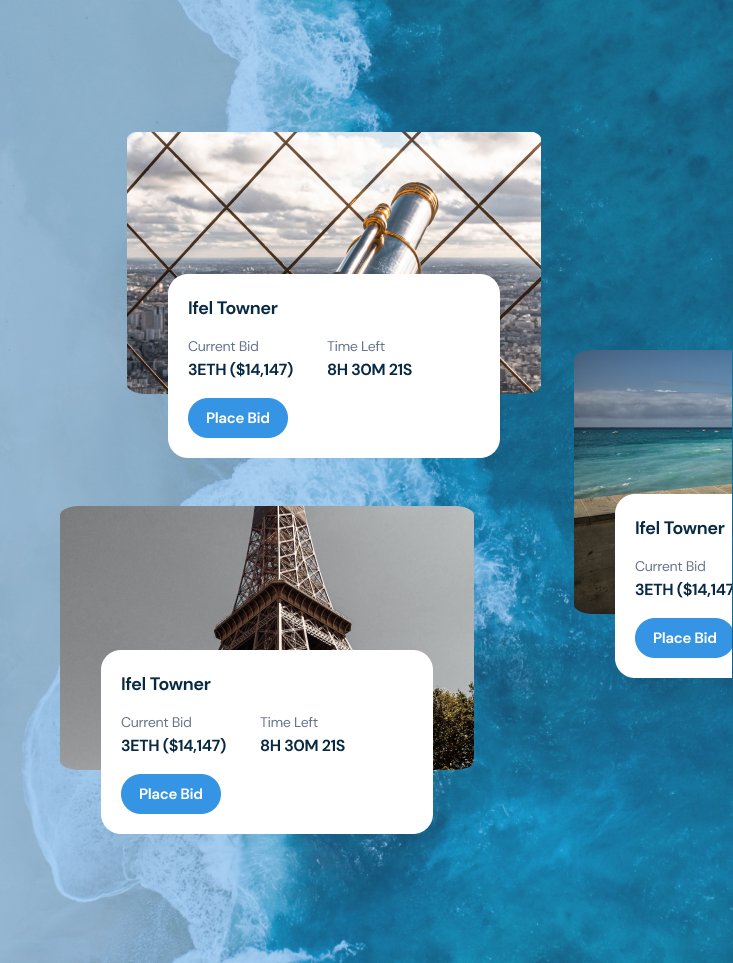 Ifel Towner
Current Bid
Time Left
3ETH ($14,147)
8H 30M 21S
Place Bid
Ifel Towner
Current Bid
3ETH ($14,147
Place Bid
Ifel Towner
Current Bid
Time Left
3ETH ($14,147)
8H 30M 21S
Place Bid